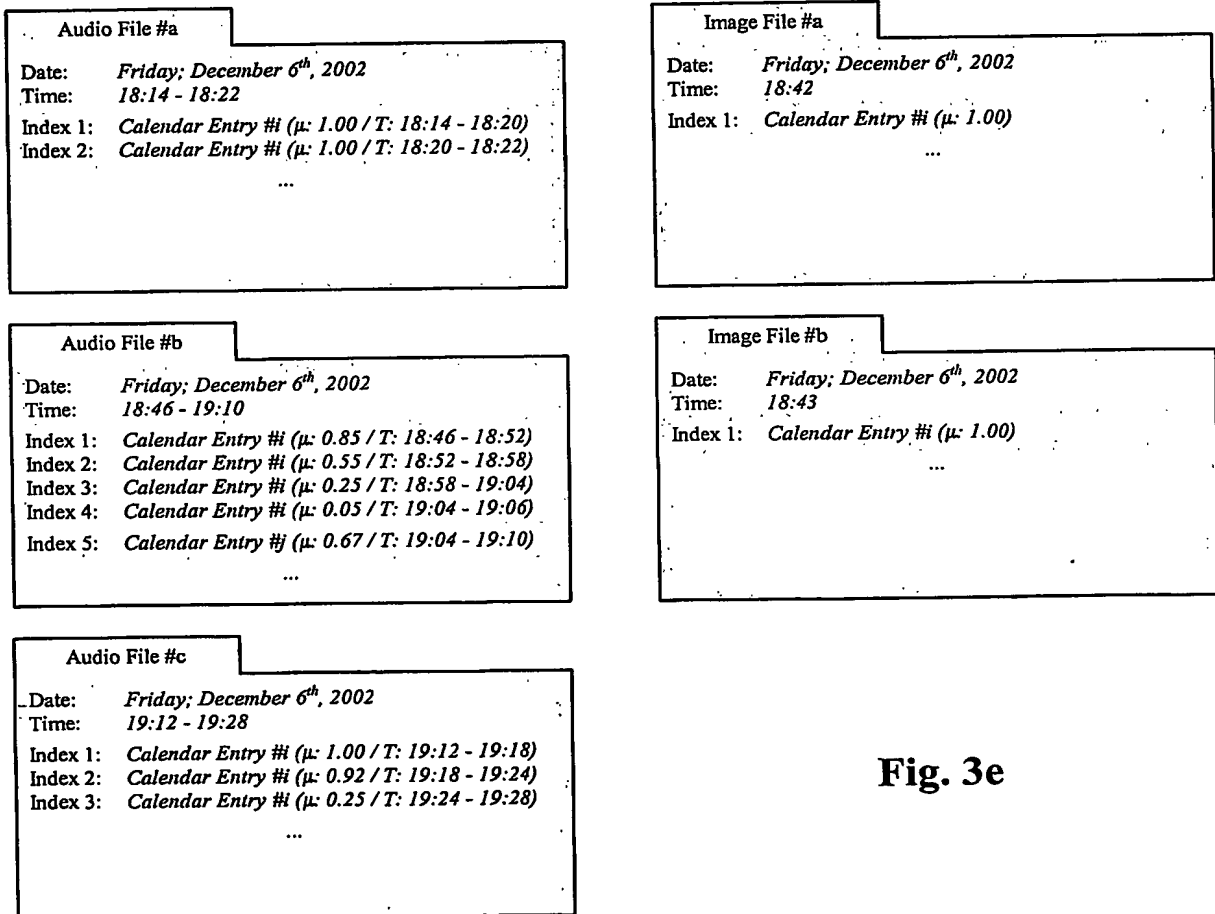 Audio File #a
Date: Friday; December 6th, 2002
Time: 18:14 - 18:22
Index 1: Calendar Entry #i (μ: 1.00 / T: 18:14 - 18:20)
Index 2: Calendar Entry #i (μ: 1.00 / T: 18:20 - 18:22)
...
Image File #a
Date: Friday; December 6th, 2002
Time: 18:42
Index 1: Calendar Entry #i (μ: 1.00)
...
Audio File #b
Date: Friday; December 6th, 2002
Time: 18:46 - 19:10
Index 1: Calendar Entry #i (μ: 0.85 / T: 18:46 - 18:52)
Index 2: Calendar Entry #i (μ: 0.55 / T: 18:52 - 18:58)
Index 3: Calendar Entry #i (μ: 0.25 / T: 18:58 - 19:04)
Index 4: Calendar Entry #i (μ: 0.05 / T: 19:04 - 19:06)
Index 5: Calendar Entry #j (μ: 0.67 / T: 19:04 - 19:10)
...
Image File #b
Date: Friday; December 6th, 2002
Time: 18:43
Index 1: Calendar Entry #i (μ: 1.00)
...
Audio File #c
Date: Friday; December 6th, 2002
Time: 19:12 - 19:28
Index 1: Calendar Entry #i (μ: 1.00 / T: 19:12 - 19:18)
Index 2: Calendar Entry #i (μ: 0.92 / T: 19:18 - 19:24)
Index 3: Calendar Entry #i (μ: 0.25 / T: 19:24 - 19:28)
...
Fig. 3e